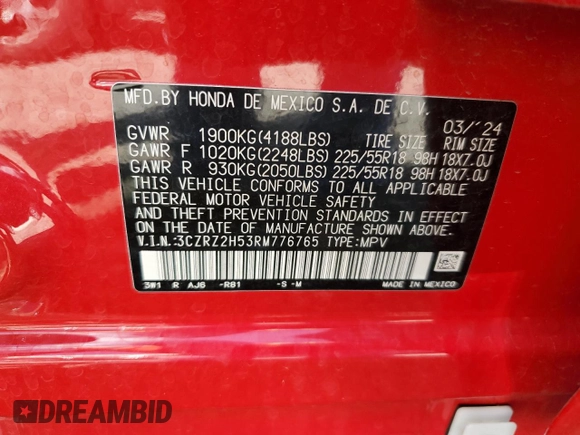 MFD. BY HONDA DE MEXICO S.A. DE C.V.
03/'24
GVWR 1900KG(4188LBS) TIRE SIZE RIM SIZE
GAWR F 1020KG(2248LBS) 225/55R18 98H 18X7.0J
GAWR R 930KG(2050LBS) 225/55R18 98H 18X7.0J
THIS VEHICLE CONFORMS TO ALL APPLICABLE
FEDERAL MOTOR VEHICLE SAFETY
AND THEFT PREVENTION STANDARDS IN EFFECT
ON THE DATE OF MANUFACTURE SHOWN ABOVE.
V.I.N.:3CZRZ2H53RM776765 TYPE:MPV
3W1 R AJ6 -R81 -S -M MADE IN MEXICO
DREAMBID